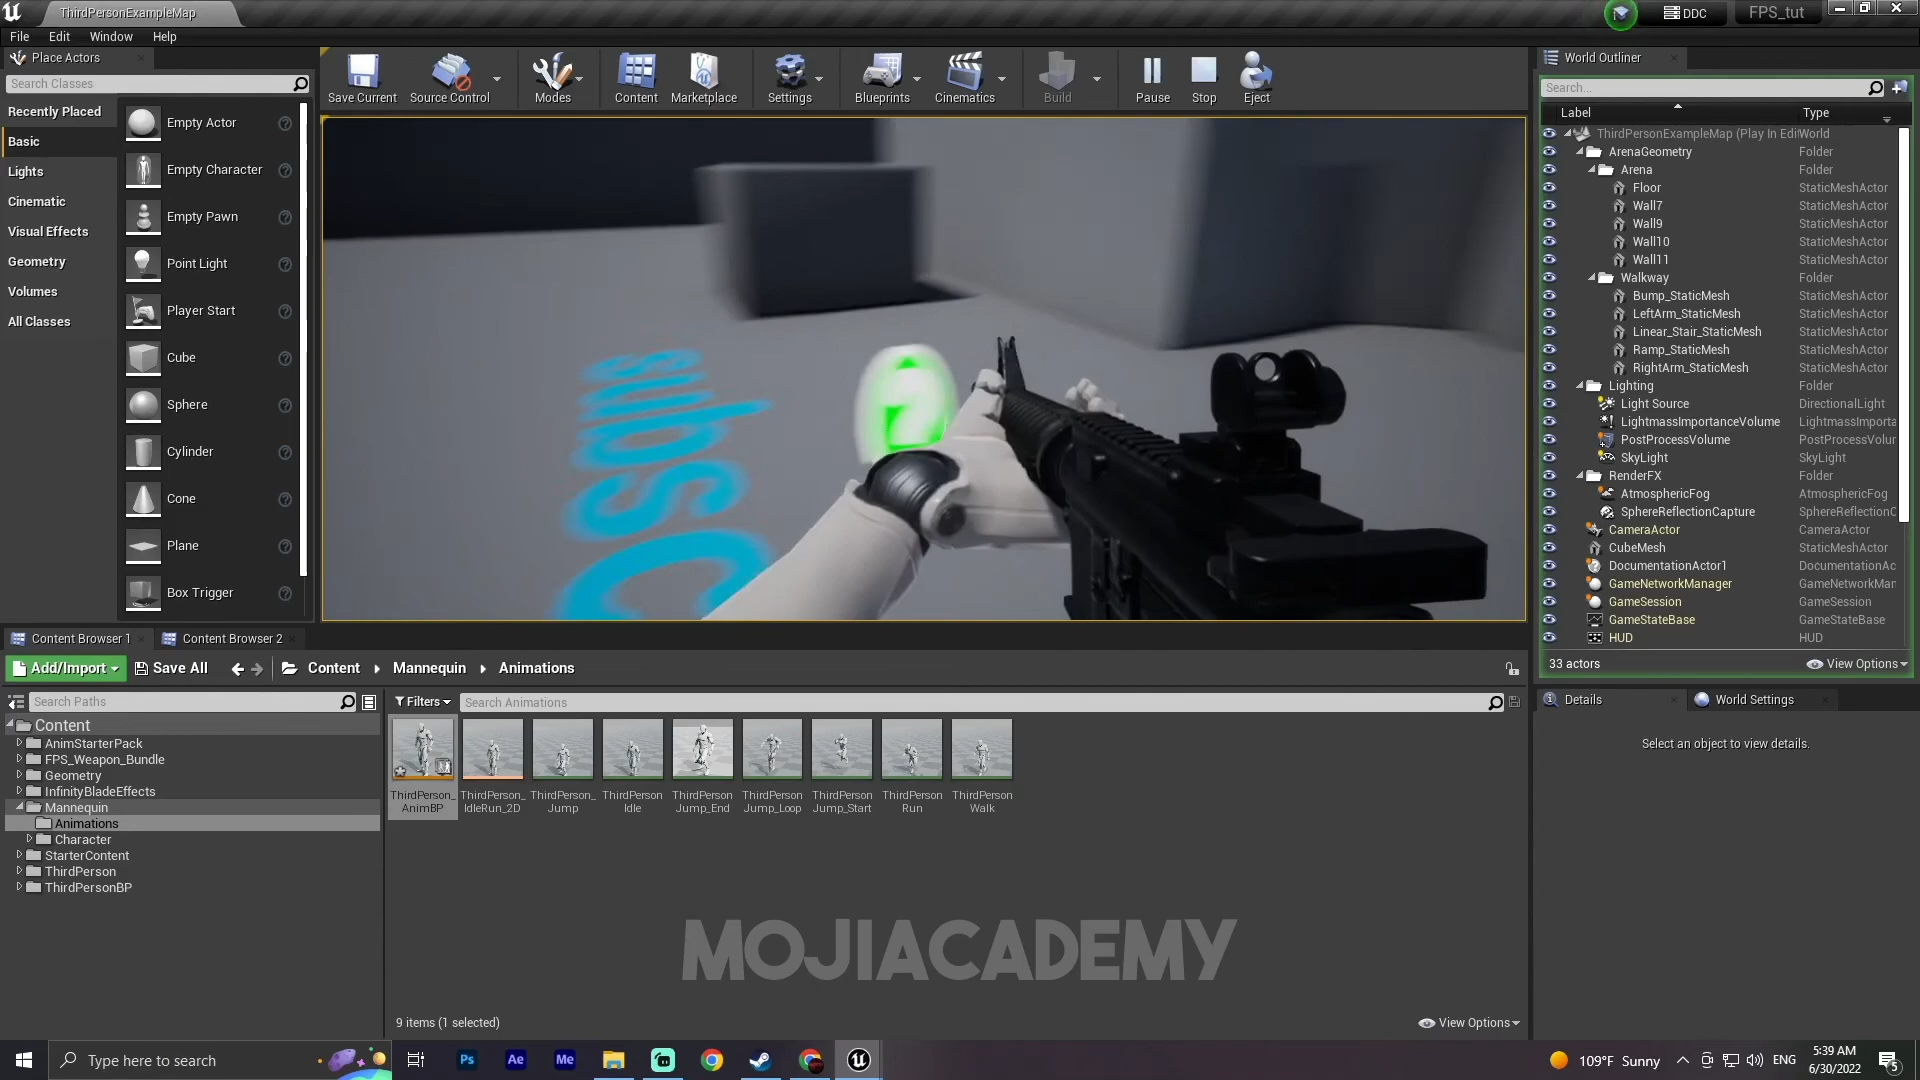 ThirdPersonExampleMap
DDC
FPS_tut
File Edit Window Help
Place Actors
Search Classes
Recently Placed
Basic
Lights
Cinematic
Visual Effects
Geometry
Volumes
All Classes
Empty Actor
Empty Character
Empty Pawn
Point Light
Player Start
Cube
Sphere
Cylinder
Cone
Plane
Box Trigger
Save Current
Source Control
Modes
Content
Marketplace
Settings
Blueprints
Cinematics
Build
Pause
Stop
Eject
subsc
World Outliner
Search...
Label Type
ThirdPersonExampleMap (Play In Edi World
ArenaGeometry Folder
Arena Folder
Floor StaticMeshActor
Wall7 StaticMeshActor
Wall9 StaticMeshActor
Wall10 StaticMeshActor
Wall11 StaticMeshActor
Walkway Folder
Bump_StaticMesh StaticMeshActor
LeftArm_StaticMesh StaticMeshActor
Linear_Stair_StaticMesh StaticMeshActor
Ramp_StaticMesh StaticMeshActor
RightArm_StaticMesh StaticMeshActor
Lighting Folder
Light Source DirectionalLight
LightmassImportanceVolume LightmassImporta
PostProcessVolume PostProcessVolur
SkyLight SkyLight
RenderFX Folder
AtmosphericFog AtmosphericFog
SphereReflectionCapture SphereReflectionC
CameraActor CameraActor
CubeMesh StaticMeshActor
DocumentationActor1 DocumentationAc
GameNetworkManager GameNetworkMar
GameSession GameSession
GameStateBase GameStateBase
HUD HUD
33 actors View Options
Details World Settings
Select an object to view details.
Content Browser 1 Content Browser 2
Add/Import Save All Content Mannequin Animations
Search Paths
Filters Search Animations
Content
AnimStarterPack
FPS_Weapon_Bundle
Geometry
InfinityBladeEffects
Mannequin
Animations
Character
StarterContent
ThirdPerson
ThirdPersonBP
ThirdPerson_
AnimBP
ThirdPerson_
IdleRun_2D
ThirdPerson_
Jump
ThirdPerson
Idle
ThirdPerson
Jump_End
ThirdPerson
Jump_Loop
ThirdPerson
Jump_Start
ThirdPerson
Run
ThirdPerson
Walk
MOJIACADEMY
9 items (1 selected)
View Options
Type here to search
Ps
Ae
Me
109°F Sunny
ENG
5:39 AM
6/30/2022
5